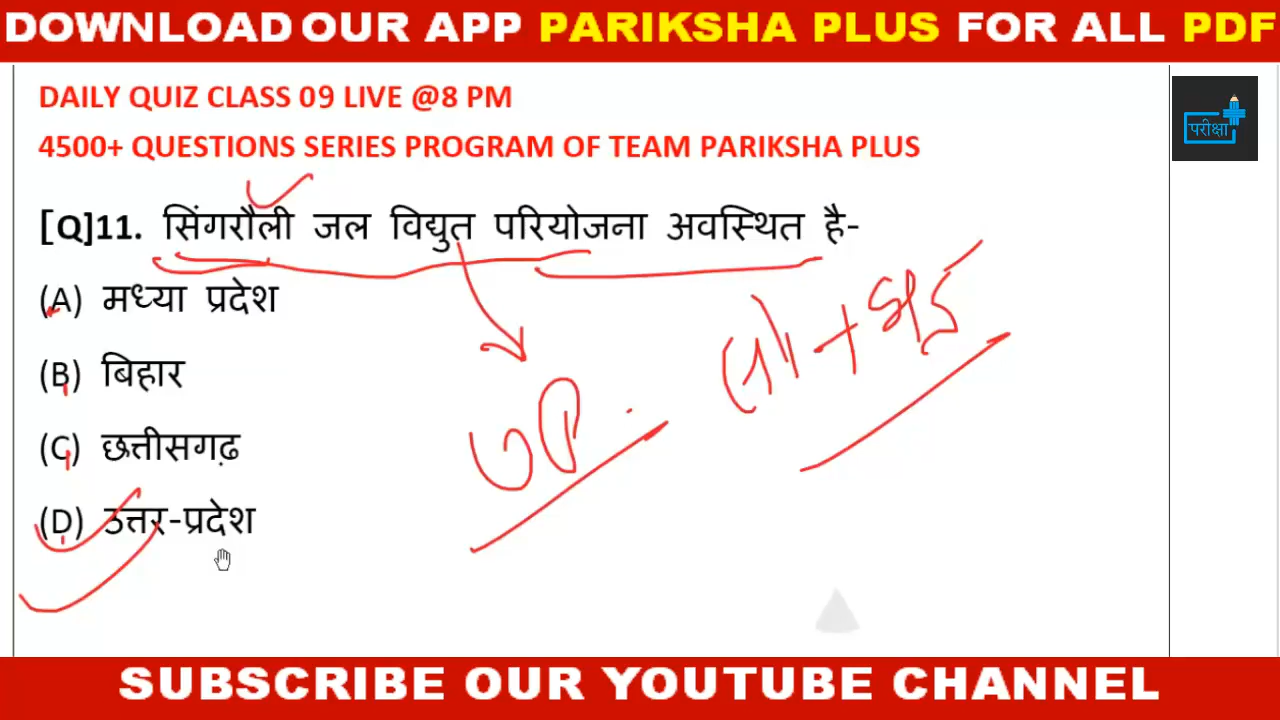 DOWNLOAD OUR APP PARIKSHA PLUS FOR ALL PDF
DAILY QUIZ CLASS 09 LIVE @8 PM
4500+ QUESTIONS SERIES PROGRAM OF TEAM PARIKSHA PLUS
परीक्षा
[Q]11. सिंगरौली जल विद्युत परियोजना अवस्थित है-
(A) मध्या प्रदेश
(B) बिहार
(C) छत्तीसगढ़
(D) उत्तर-प्रदेश
UP
SUBSCRIBE OUR YOUTUBE CHANNEL